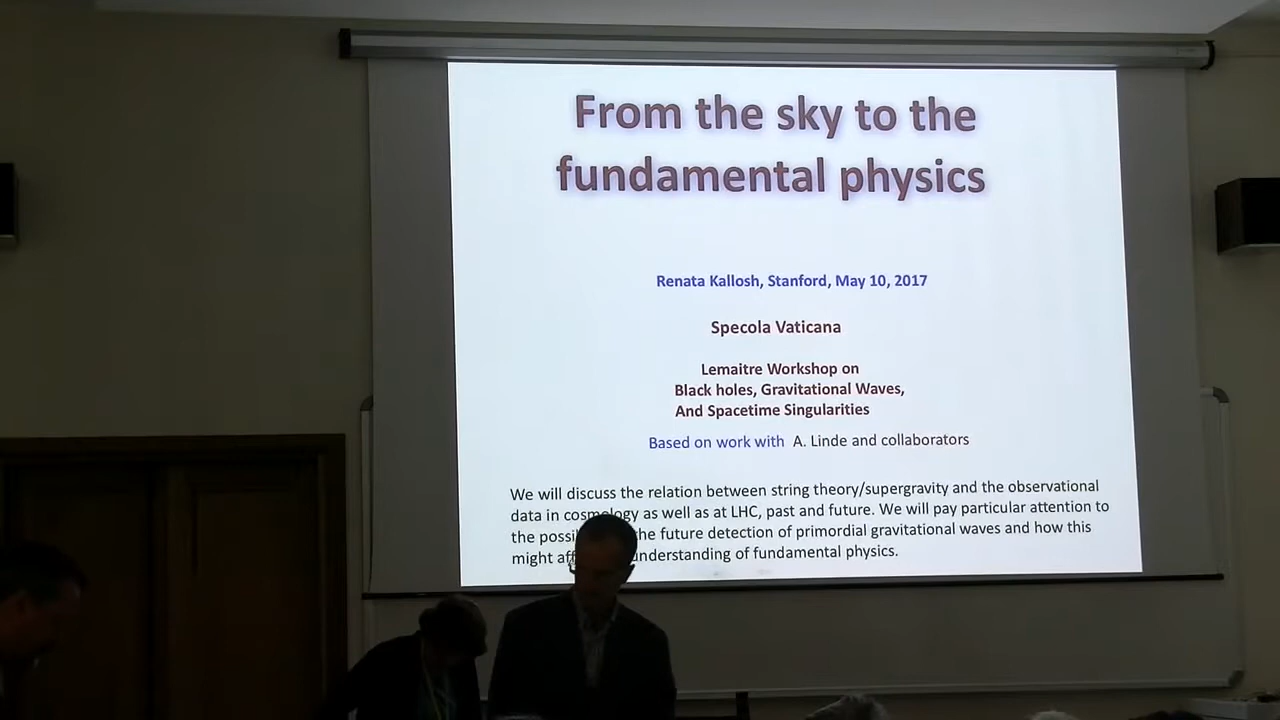 From the sky to the
fundamental physics
Renata Kallosh, Stanford, May 10, 2017
Specola Vaticana
Lemaitre Workshop on
Black holes, Gravitational Waves,
And Spacetime Singularities
Based on work with A. Linde and collaborators
We will discuss the relation between string theory/supergravity and the observational
data in cosmology as well as at LHC, past and future. We will pay particular attention to
the the future detection of primordial gravitational waves and how this
might understanding of fundamental physics.